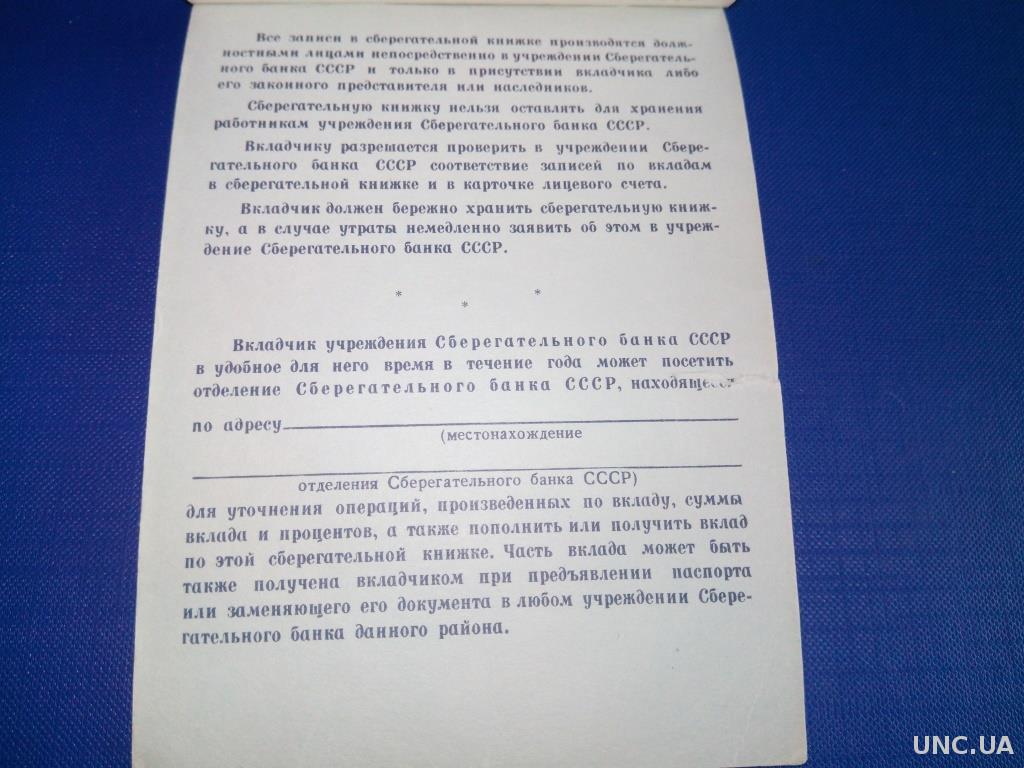 Все записи в сберегательной книжке производятся долж-
ностными лицами непосредственно в учреждении Сберегатель-
ного банка СССР и только в присутствии вкладчика либо
его законного представителя или наследников.
Сберегательную книжку нельзя оставлять для хранения
работникам учреждения Сберегательного банка СССР.
Вкладчику разрешается проверить в учреждении Сбере-
гательного банка СССР соответствие записей по вкладам
в сберегательной книжке и в карточке лицевого счета.
Вкладчик должен бережно хранить сберегательную книж-
ку, а в случае утраты немедленно заявить об этом в учреж-
дение Сберегательного банка СССР.
* * *
Вкладчик учреждения Сберегательного банка СССР
в удобное для него время в течение года может посетить
отделение Сберегательного банка СССР, находящееся
по адресу
(местонахождение
отделения Сберегательного банка СССР)
для уточнения операций, произведенных по вкладу, суммы
вклада и процентов, а также пополнить или получить вклад
по этой сберегательной книжке. Часть вклада может быть
также получена вкладчиком при предъявлении паспорта
или заменяющего его документа в любом учреждении Сбере-
гательного банка данного района.
UNC.UA